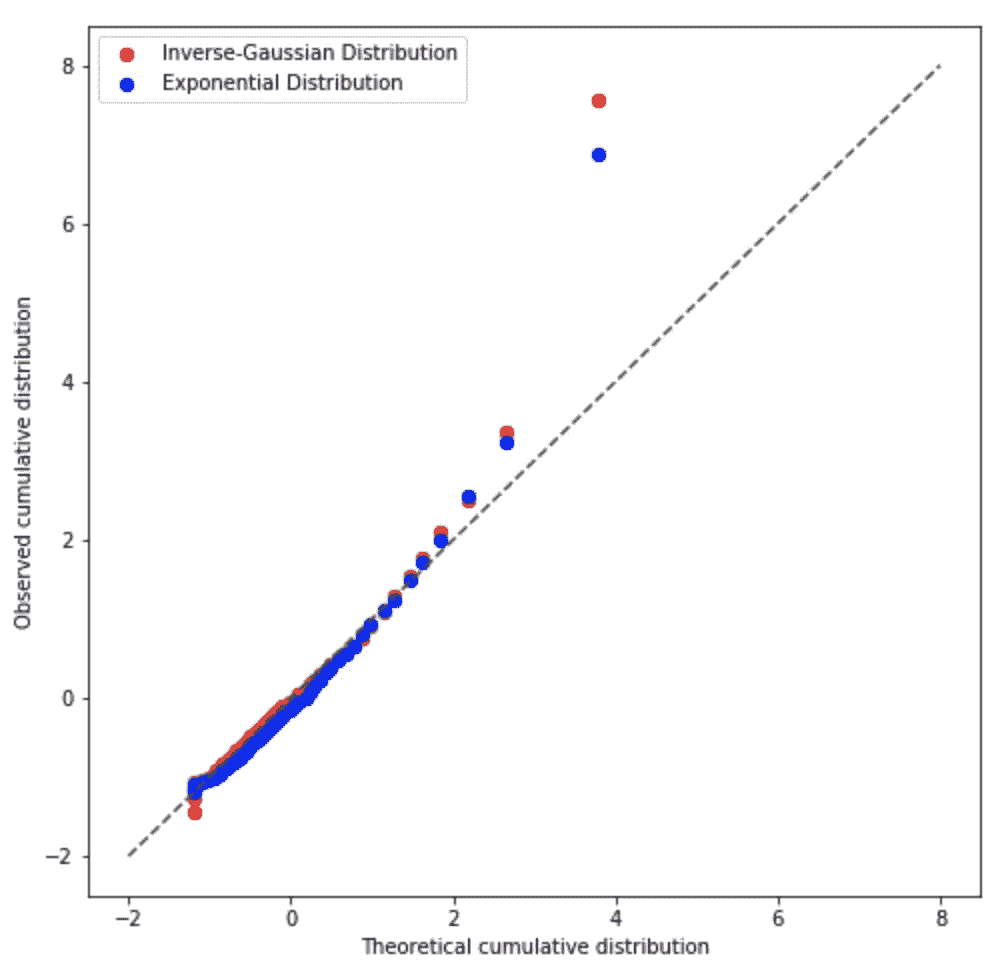 Inverse-Gaussian Distribution
Exponential Distribution
8
6
4
2
0
−2
Observed cumulative distribution
−2 0 2 4 6 8
Theoretical cumulative distribution